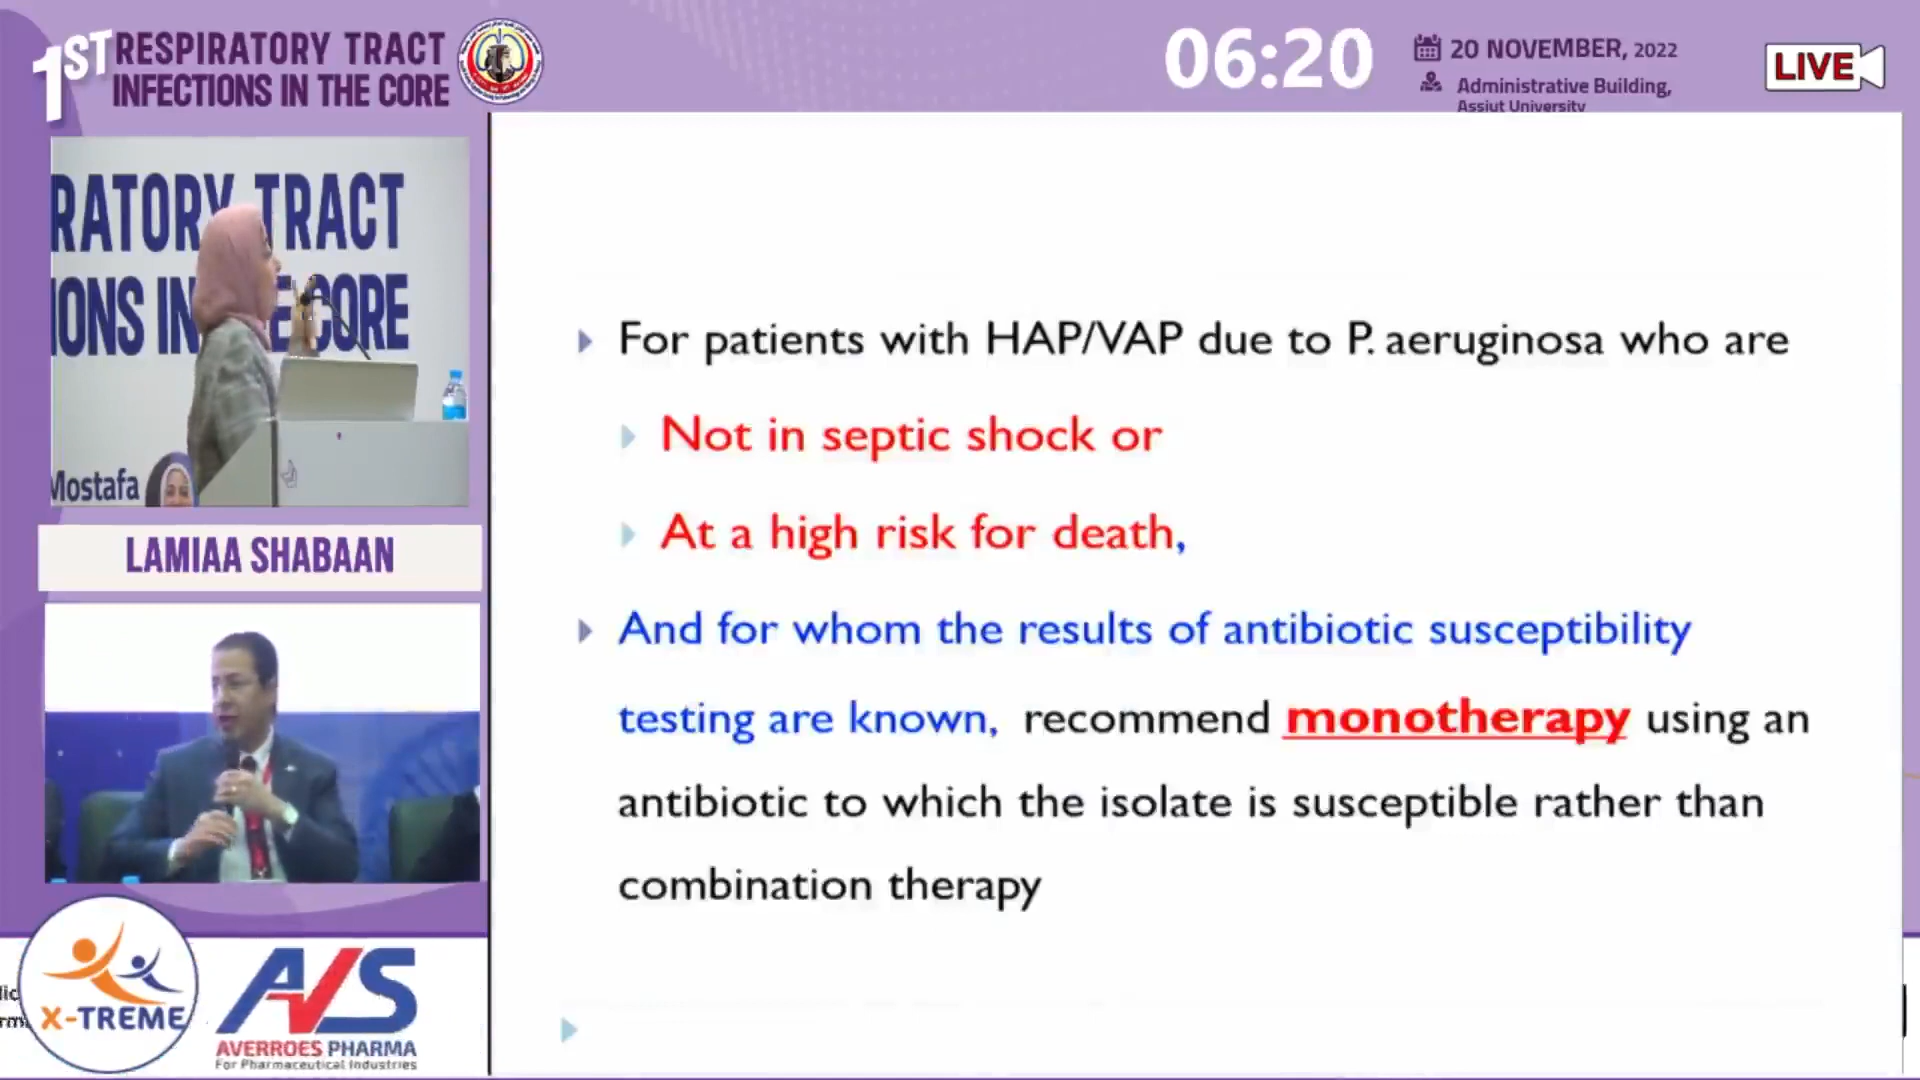 1ST RESPIRATORY TRACT
INFECTIONS IN THE CORE
06:20
20 NOVEMBER, 2022
Administrative Building,
Assiut University
LIVE
RATORY TRACT
IONS IN THE CORE
Mostafa
LAMIAA SHABAAN
For patients with HAP/VAP due to P. aeruginosa who are
Not in septic shock or
At a high risk for death,
And for whom the results of antibiotic susceptibility
testing are known, recommend monotherapy using an
antibiotic to which the isolate is susceptible rather than
combination therapy
X-TREME
AVS
AVERROES PHARMA
For Pharmaceutical Industries